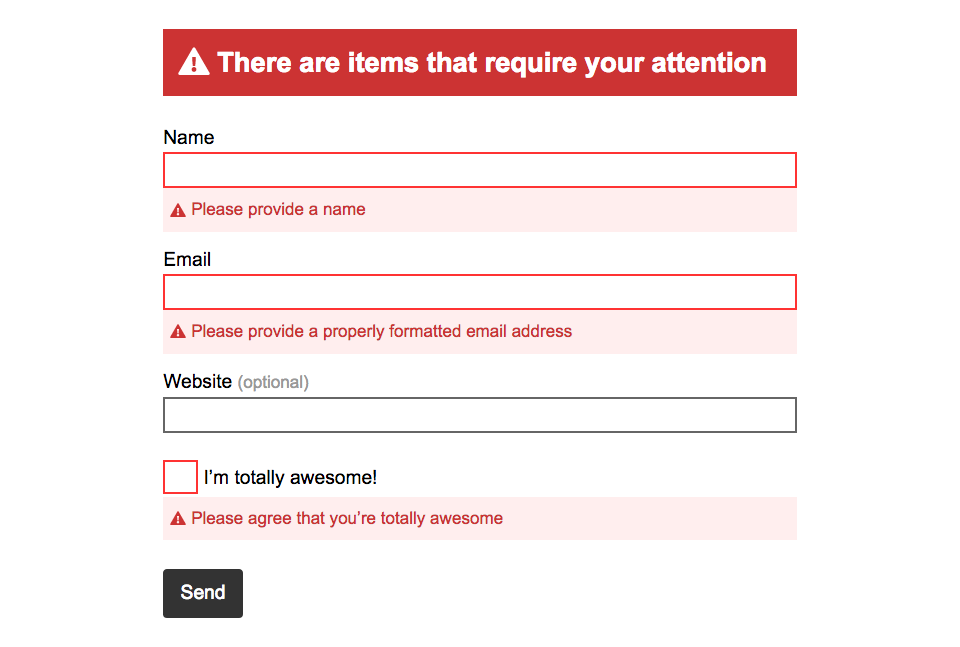 There are items that require your attention
Name
Please provide a name
Email
Please provide a properly formatted email address
Website (optional)
I’m totally awesome!
Please agree that you’re totally awesome
Send